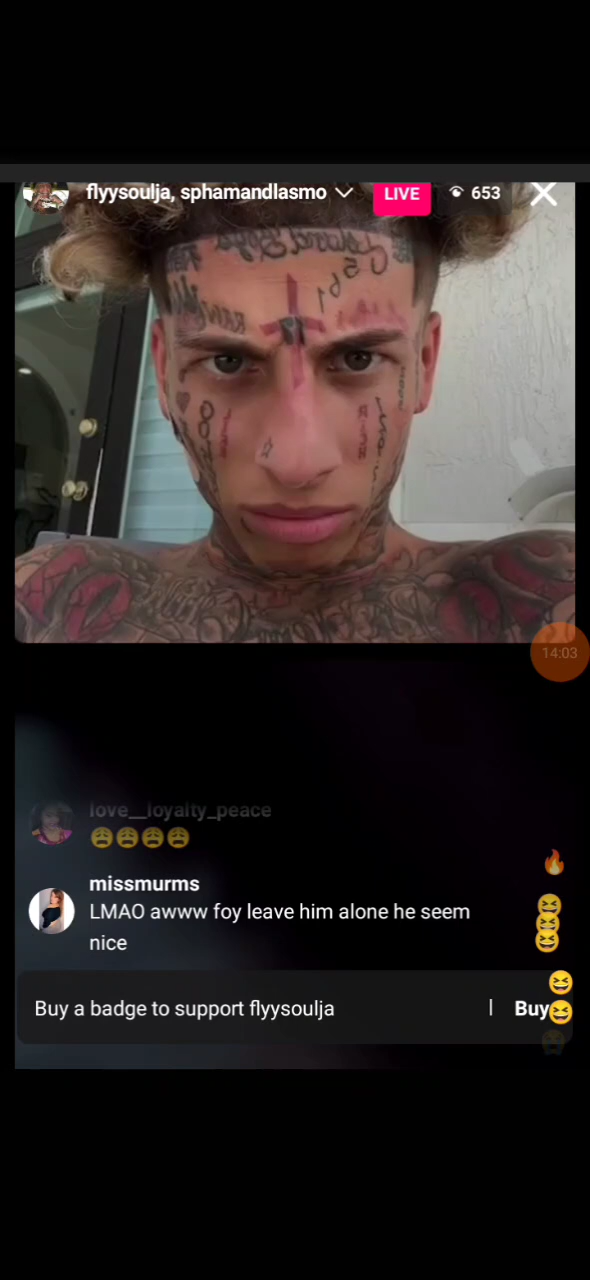 flyysoulja, sphamandlasmo
LIVE
653
561
14:03
love__loyalty_peace
😩😩😩😩
missmurms
LMAO awww foy leave him alone he seem
nice
Buy a badge to support flyysoulja
Buy